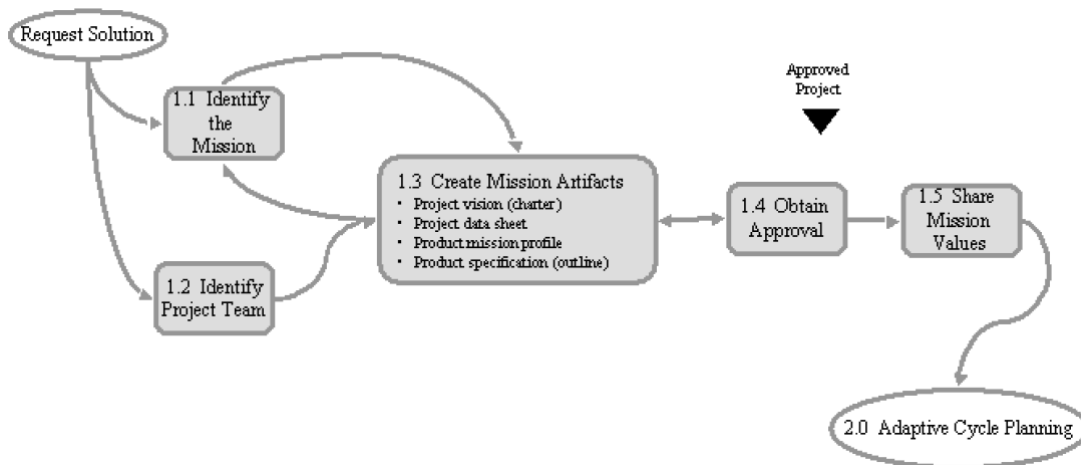 Request Solution
1.1 Identify
the
Mission
1.2 Identify
Project Team
1.3 Create Mission Artifacts
• Project vision (charter)
• Project data sheet
• Product mission profile
• Product specification (outline)
Approved
Project
1.4 Obtain
Approval
1.5 Share
Mission
Values
2.0 Adaptive Cycle Planning